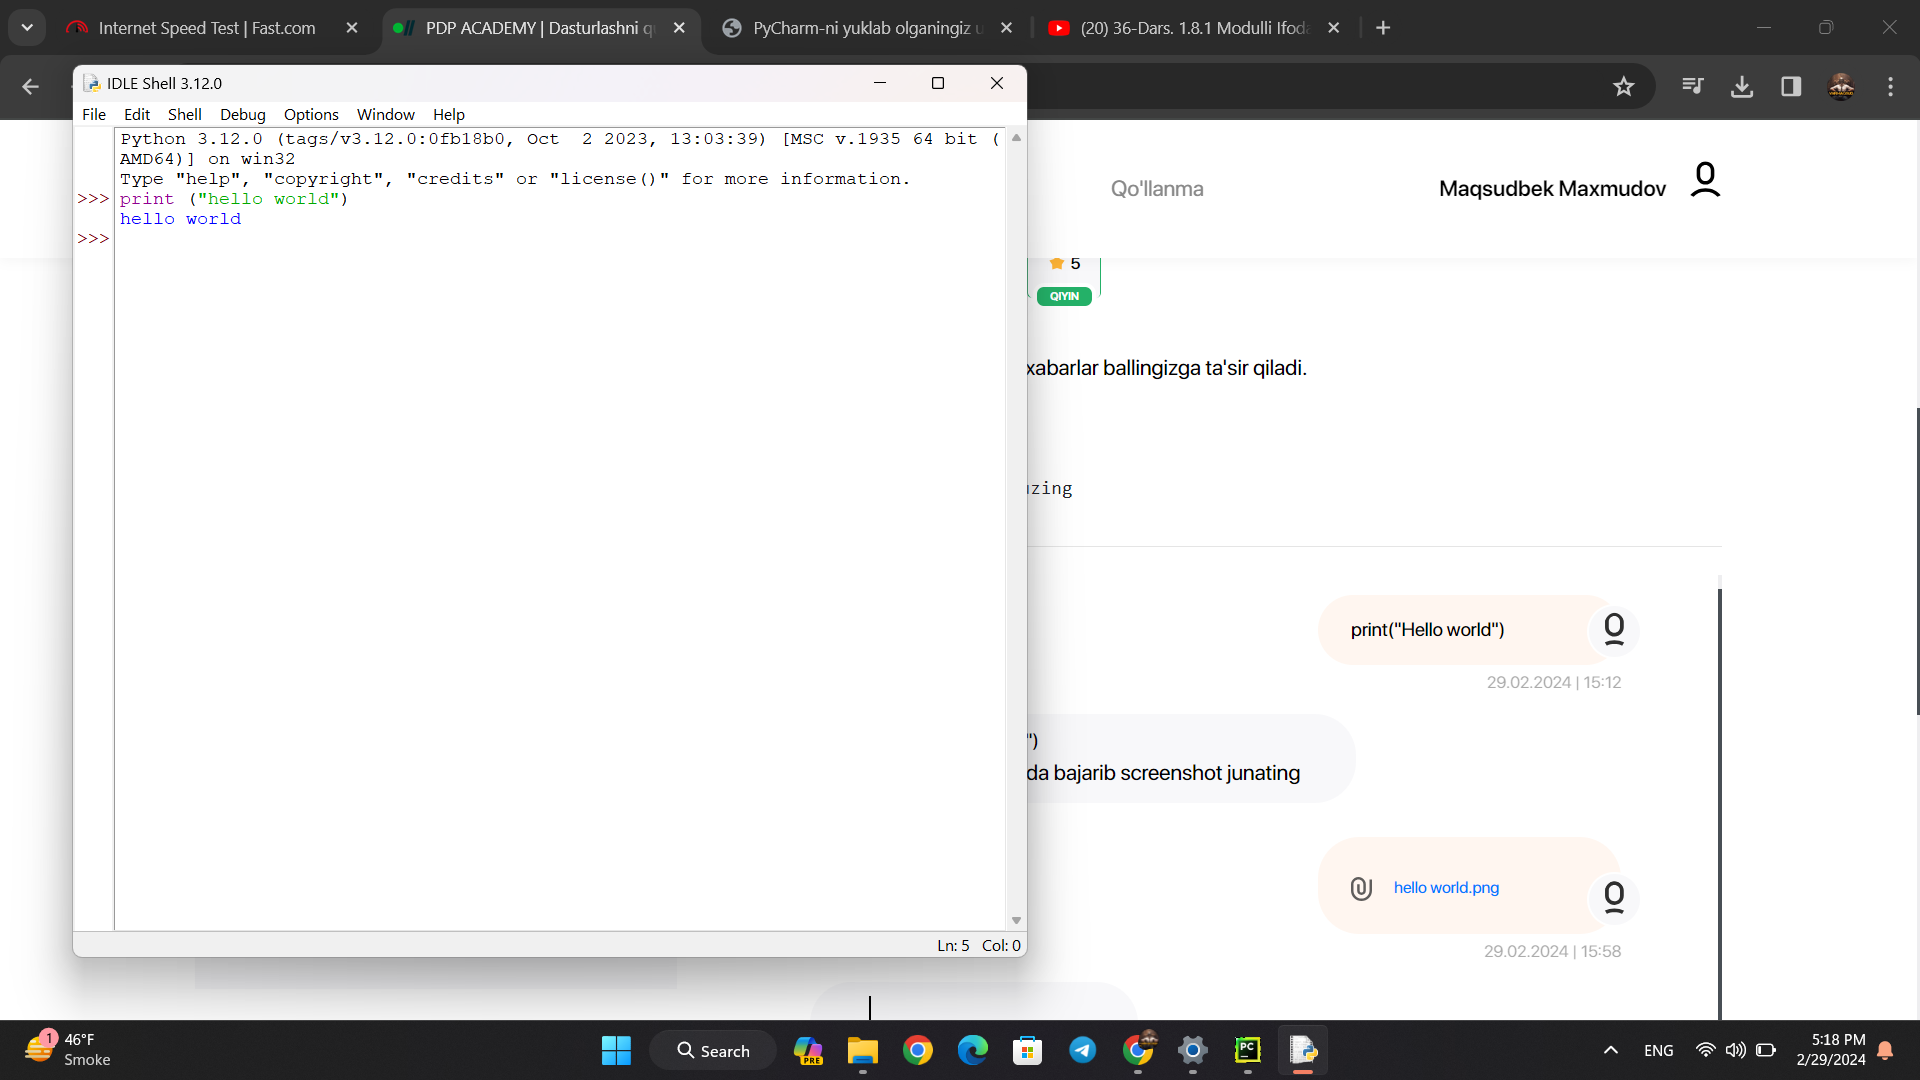 Internet Speed Test | Fast.com
PDP ACADEMY | Dasturlashni
PyCharm-ni yuklab olganingiz
(20) 36-Dars. 1.8.1 Modulli Ifoda
IDLE Shell 3.12.0
File Edit Shell Debug Options Window Help
Python 3.12.0 (tags/v3.12.0:0fb18b0, Oct  2 2023, 13:03:39) [MSC v.1935 64 bit (
AMD64)] on win32
Type "help", "copyright", "credits" or "license()" for more information.
>>> print ("hello world")
hello world
>>>
Ln: 5 Col: 0
Qo'llanma
Maqsudbek Maxmudov
5
QIYIN
xabarlar ballingizga ta'sir qiladi.
zing
print("Hello world")
29.02.2024 | 15:12
")
da bajarib screenshot junating
hello world.png
29.02.2024 | 15:58
1
46°F
Smoke
Search
PRE
PC
ENG
5:18 PM
2/29/2024